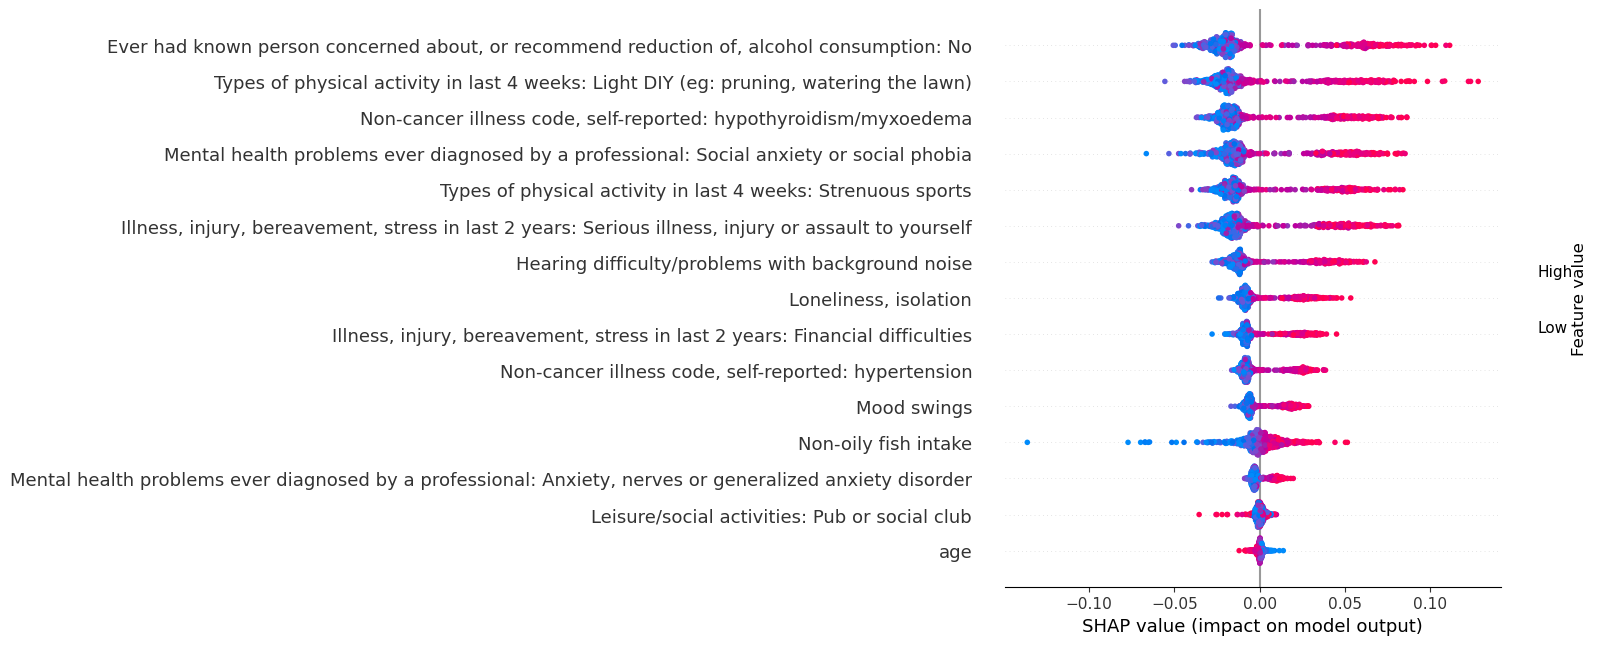 Ever had known person concerned about, or recommend reduction of, alcohol consumption: No
Types of physical activity in last 4 weeks: Light DIY (eg: pruning, watering the lawn)
Non-cancer illness code, self-reported: hypothyroidism/myxoedema
Mental health problems ever diagnosed by a professional: Social anxiety or social phobia
Types of physical activity in last 4 weeks: Strenuous sports
Illness, injury, bereavement, stress in last 2 years: Serious illness, injury or assault to yourself
Hearing difficulty/problems with background noise
Loneliness, isolation
Illness, injury, bereavement, stress in last 2 years: Financial difficulties
Non-cancer illness code, self-reported: hypertension
Mood swings
Non-oily fish intake
Mental health problems ever diagnosed by a professional: Anxiety, nerves or generalized anxiety disorder
Leisure/social activities: Pub or social club
age
−0.10 −0.05 0.00 0.05 0.10
SHAP value (impact on model output)
High
Low
Feature value